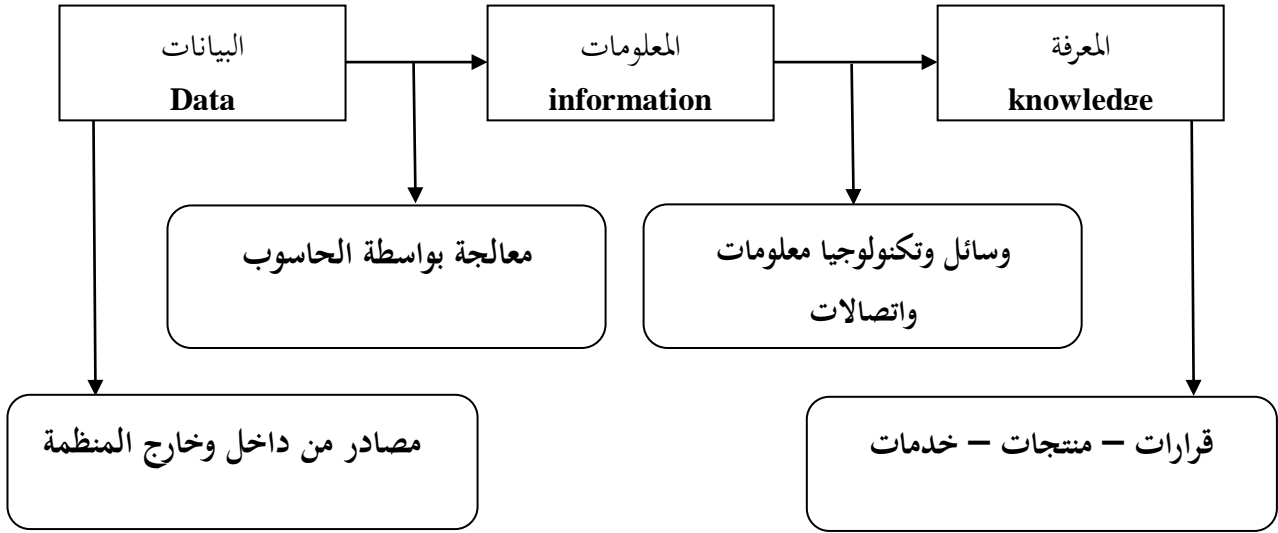 البيانات
Data
المعلومات
information
المعرفة
knowledge
معالجة بواسطة الحاسوب
وسائل وتكنولوجيا معلومات
واتصالات
مصادر من داخل وخارج المنظمة
قرارات – منتجات – خدمات